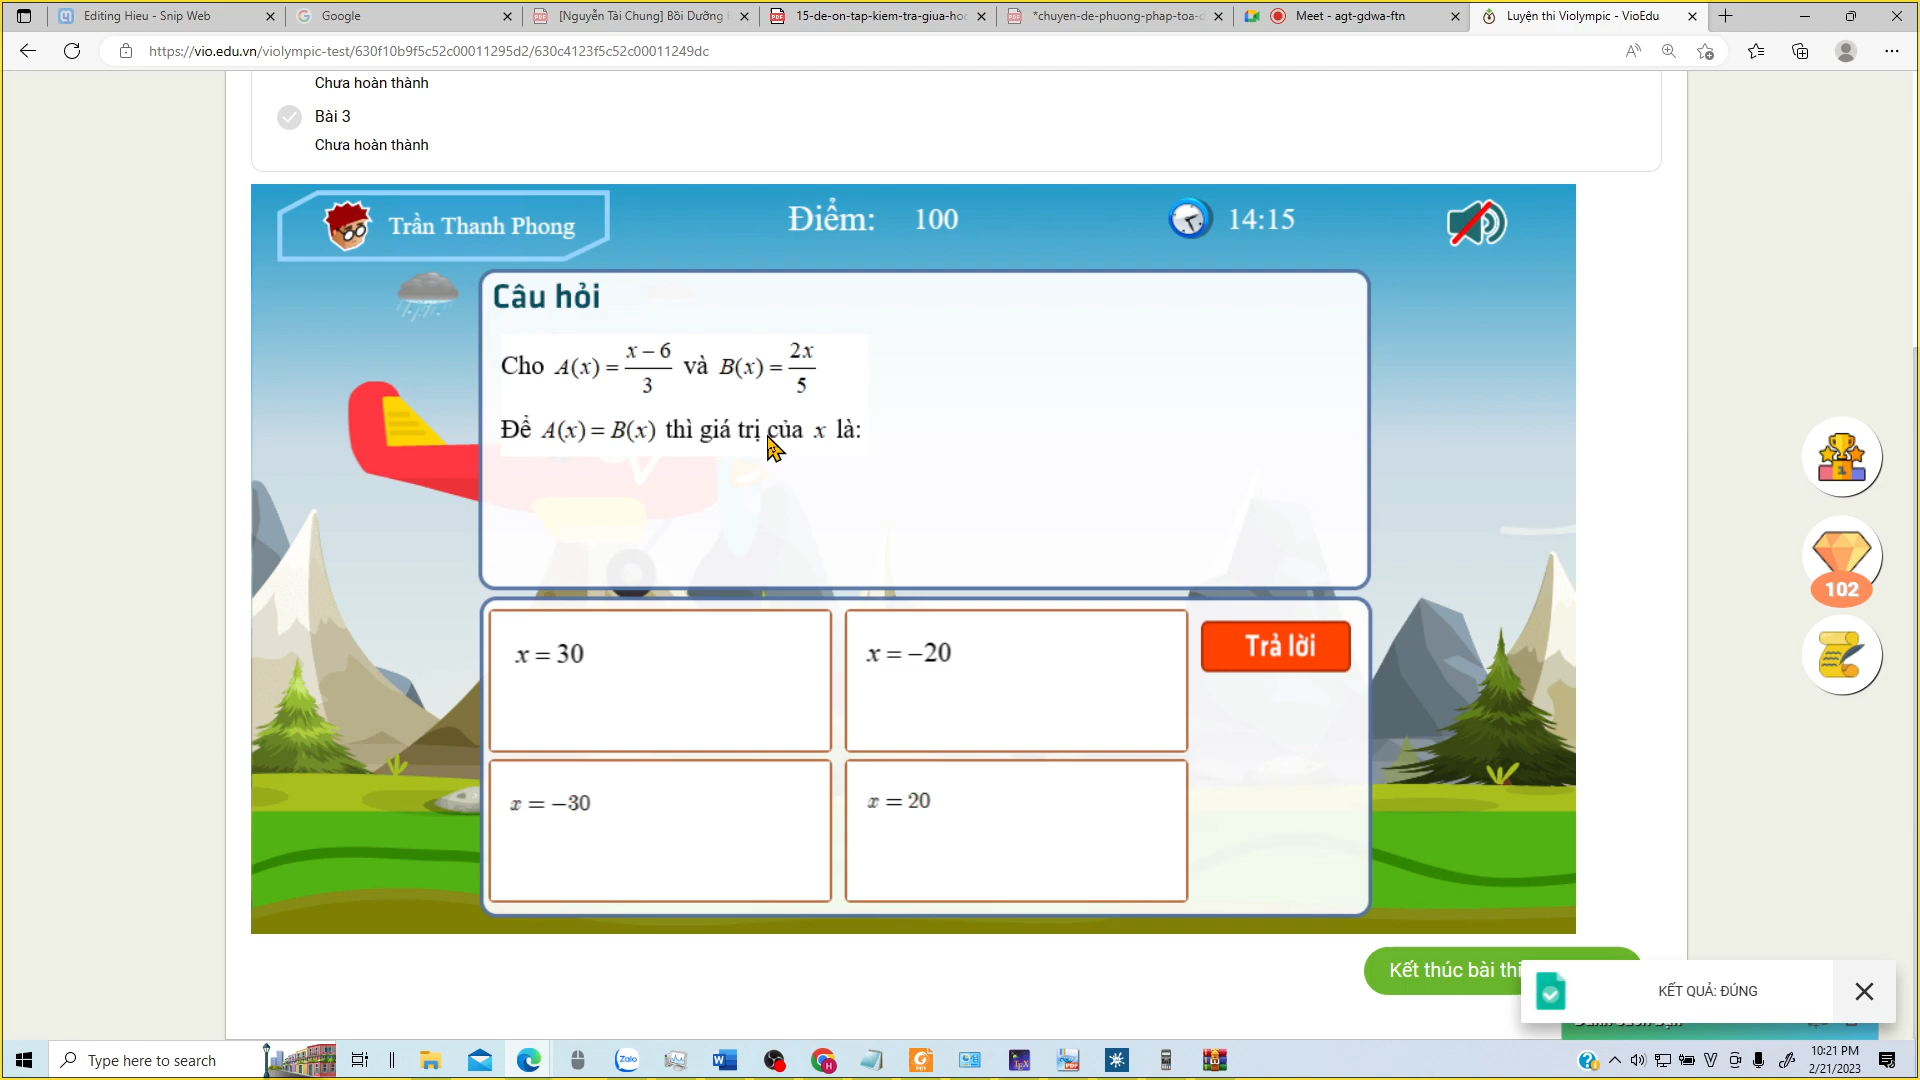 Editing Hieu - Snip Web
Google
[Nguyễn Tài Chung] Bồi Dưỡng
15-de-on-tap-kiem-tra-giua-hoc
*chuyen-de-phuong-phap-toa-d
Meet - agt-gdwa-ftn
Luyện thi Violympic - VioEdu
https://vio.edu.vn/violympic-test/630f10b9f5c52c00011295d2/630c4123f5c52c00011249dc
Chưa hoàn thành
Bài 3
Chưa hoàn thành
Trần Thanh Phong
Điểm: 100
14:15
Câu hỏi
Cho A(x) = (x − 6)/3 và B(x) = 2x/5
Để A(x) = B(x) thì giá trị của x là:
x = 30
x = −20
Trả lời
x = −30
x = 20
102
Kết thúc bài thi
KẾT QUẢ: ĐÚNG
Type here to search
Zalo
10:21 PM
2/21/2023